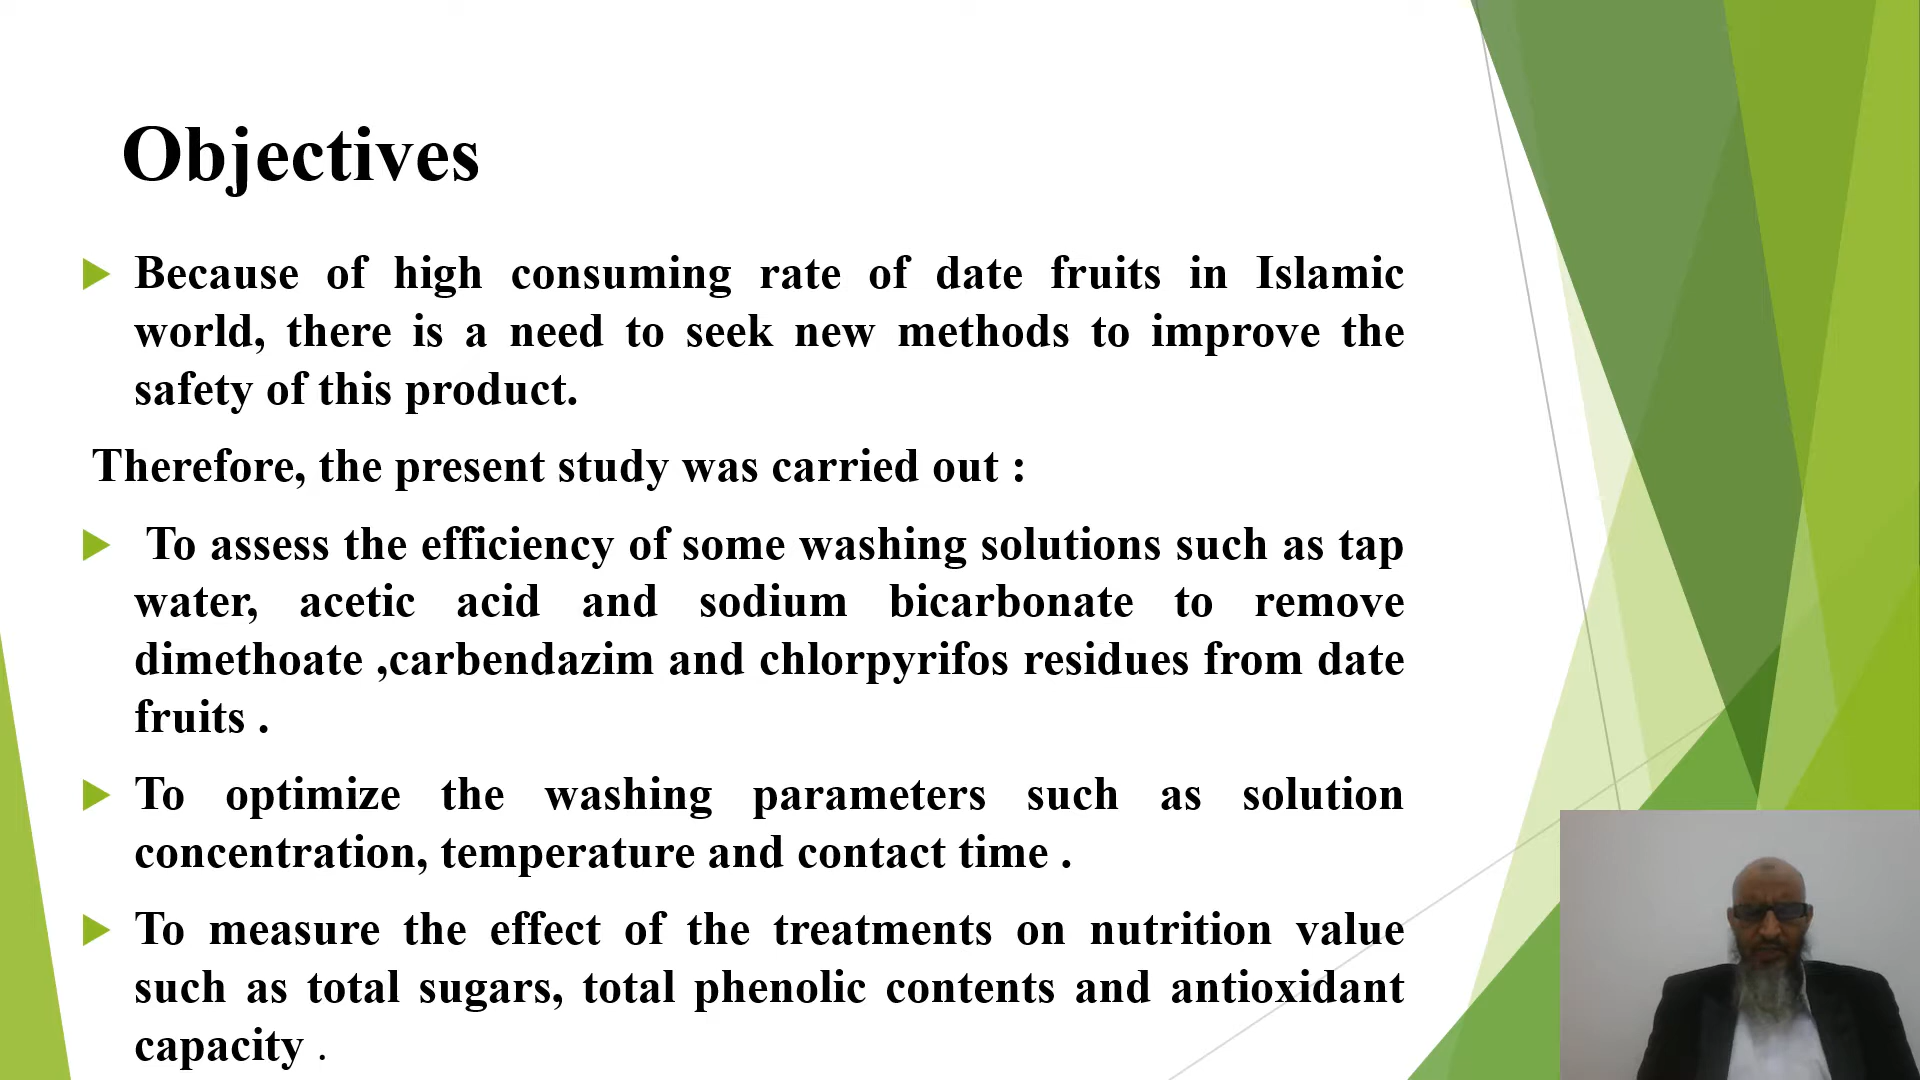 Objectives
Because of high consuming rate of date fruits in Islamic
world, there is a need to seek new methods to improve the
safety of this product.
Therefore, the present study was carried out :
To assess the efficiency of some washing solutions such as tap
water, acetic acid and sodium bicarbonate to remove
dimethoate ,carbendazim and chlorpyrifos residues from date
fruits .
To optimize the washing parameters such as solution
concentration, temperature and contact time .
To measure the effect of the treatments on nutrition value
such as total sugars, total phenolic contents and antioxidant
capacity .